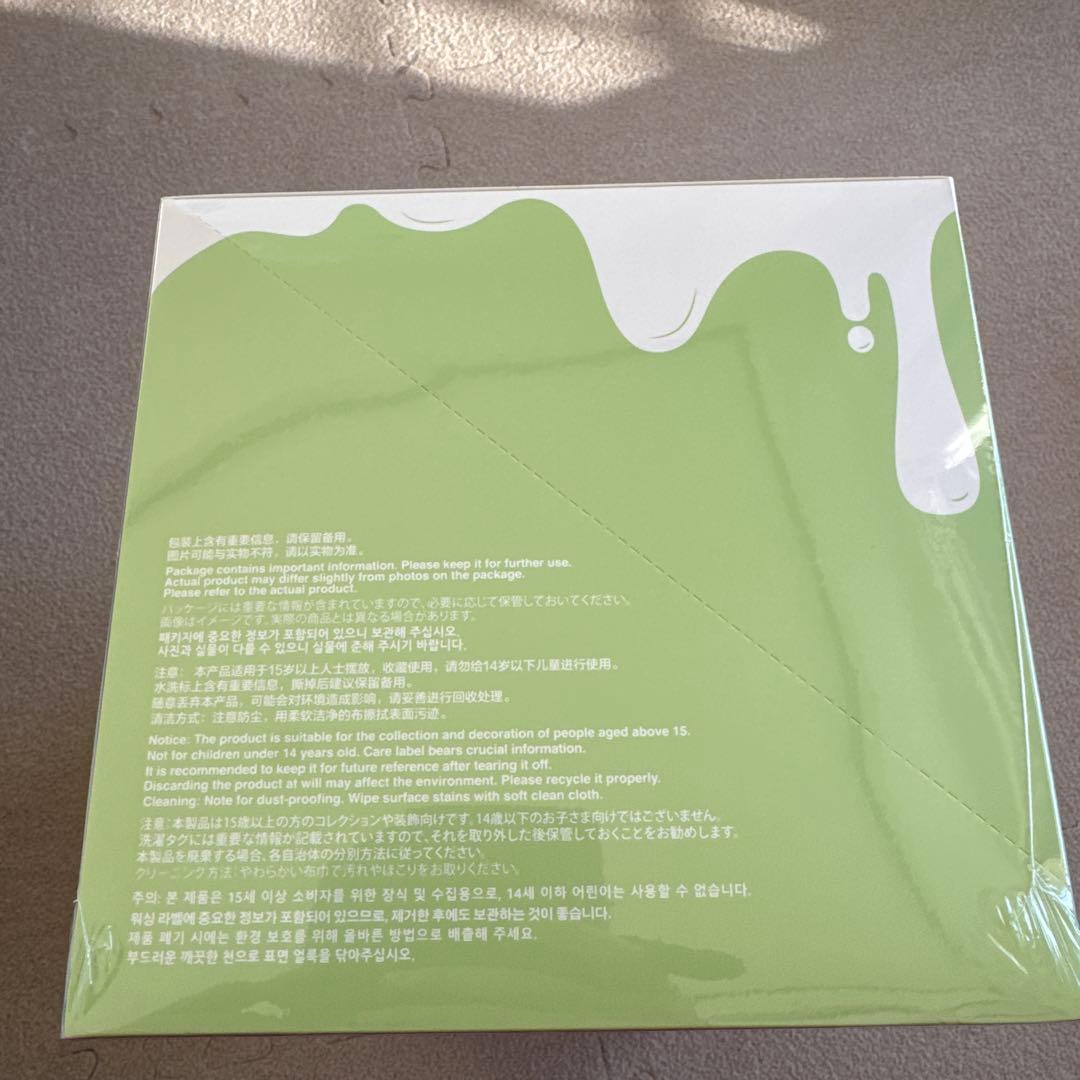 包装上含有重要信息，请保留备用。
图片可能与实物不符，请以实物为准。
Package contains important information. Please keep it for further use.
Actual product may differ slightly from photos on the package.
Please refer to the actual product.
パッケージには重要な情報が含まれていますので、必要に応じて保管しておいてください。
画像はイメージです。実際の商品とは異なる場合があります。
패키지에 중요한 정보가 포함되어 있으니 보관해 주십시오.
사진과 실물이 다를 수 있으니 실물에 준해 주시기 바랍니다.
注意： 本产品适用于15岁以上人士摆放，收藏使用，请勿给14岁以下儿童进行使用。
水洗标上含有重要信息，撕掉后建议保留备用。
随意丢弃本产品，可能会对环境造成影响，请妥善进行回收处理。
清洁方式：注意防尘，用柔软洁净的布擦拭表面污迹。
Notice: The product is suitable for the collection and decoration of people aged above 15.
Not for children under 14 years old. Care label bears crucial information.
It is recommended to keep it for future reference after tearing it off.
Discarding the product at will may affect the environment. Please recycle it properly.
Cleaning: Note for dust-proofing. Wipe surface stains with soft clean cloth.
注意：本製品は15歳以上の方のコレクションや装飾向けです。14歳以下のお子さま向けではございません。
洗濯タグには重要な情報が記載されていますので、それを取り外した後保管しておくことをお勧めします。
本製品を廃棄する場合、各自治体の分別方法に従ってください。
クリーニング方法：やわらかい布巾で汚れやほこりをお取りください。
주의: 본 제품은 15세 이상 소비자를 위한 장식 및 수집용으로, 14세 이하 어린이는 사용할 수 없습니다.
워싱 라벨에 중요한 정보가 포함되어 있으므로, 제거한 후에도 보관하는 것이 좋습니다.
제품 폐기 시에는 환경 보호를 위해 올바른 방법으로 배출해 주세요.
부드러운 깨끗한 천으로 표면 얼룩을 닦아주십시오.